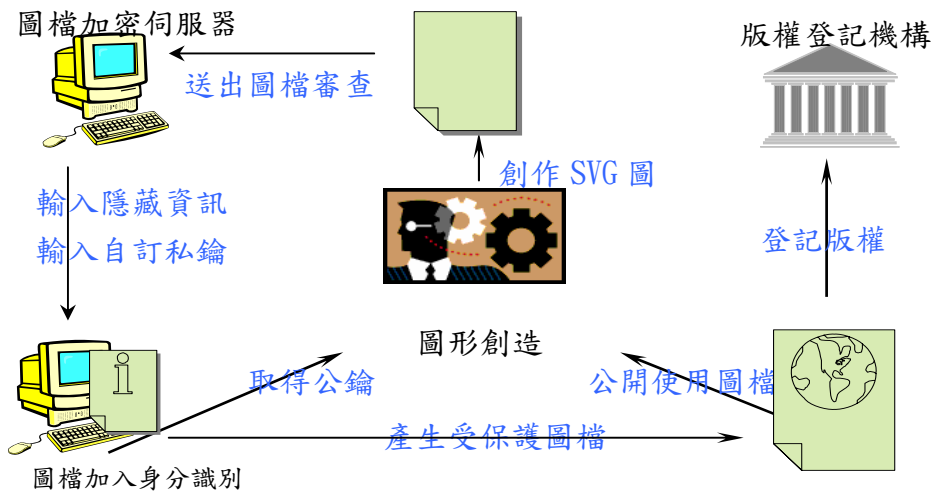 圖檔加密伺服器
版權登記機構
送出圖檔審查
創作 SVG 圖
輸入隱藏資訊
輸入自訂私鑰
登記版權
圖形創造
取得公鑰
公開使用圖檔
產生受保護圖檔
圖檔加入身分識別